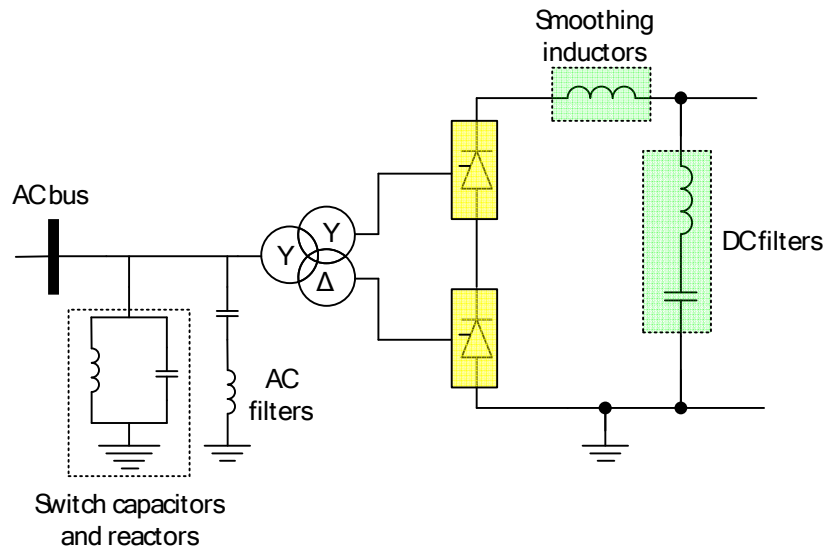 Smoothing
inductors
AC bus
Y
Y
Δ
DC filters
AC
filters
Switch capacitors
and reactors